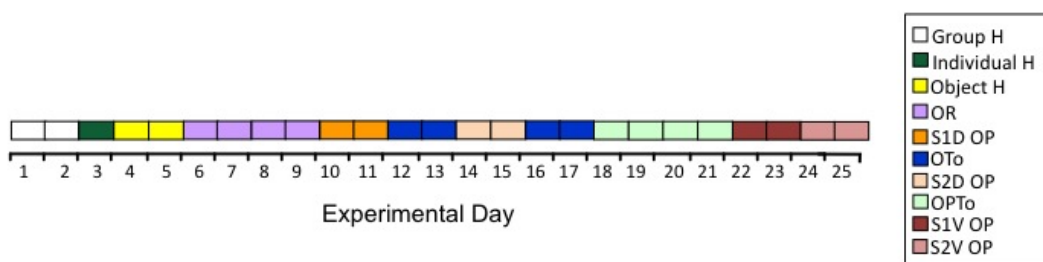 1 2 3 4 5 6 7 8 9 10 11 12 13 14 15 16 17 18 19 20 21 22 23 24 25
Experimental Day
Group H
Individual H
Object H
OR
S1D OP
OTo
S2D OP
OPTo
S1V OP
S2V OP